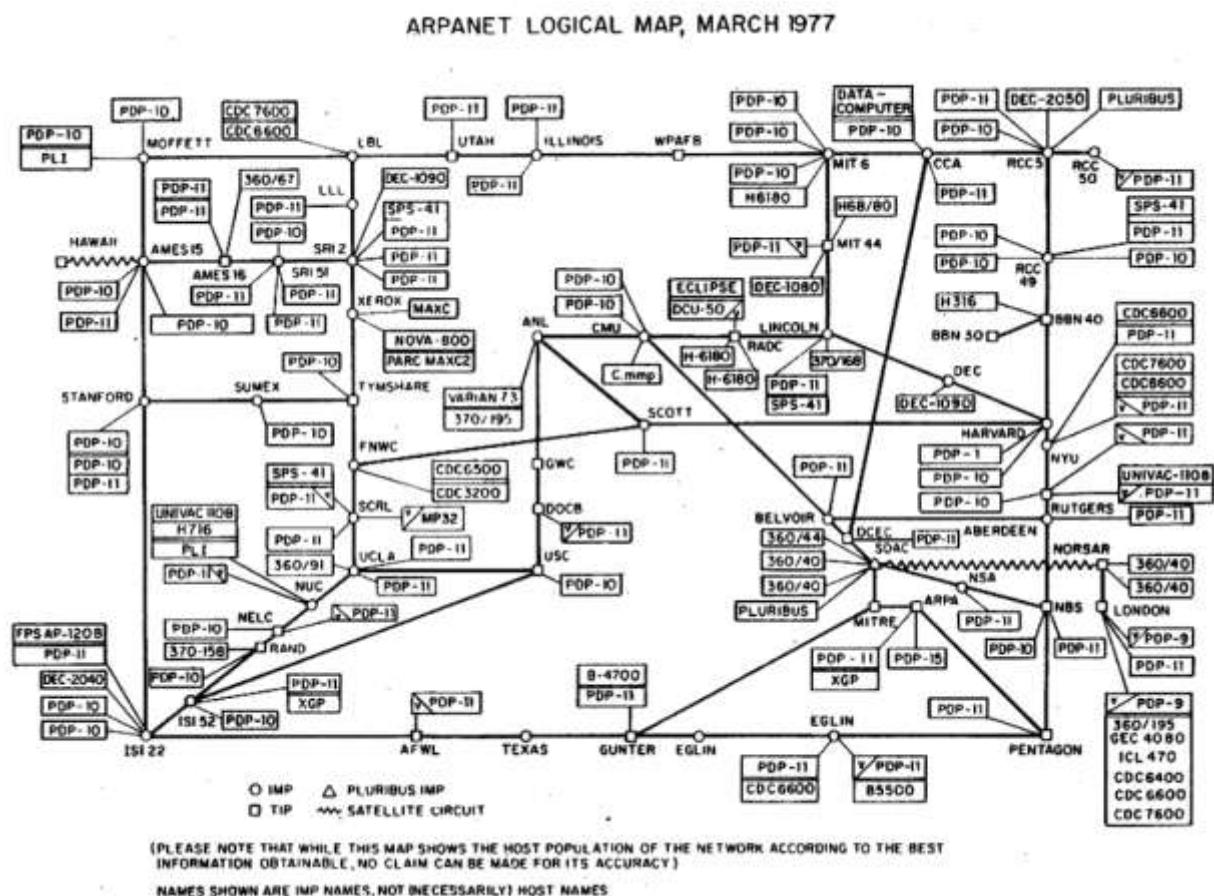 ARPANET LOGICAL MAP, MARCH 1977
PDP-10
PLI
PDP-10
MOFFETT
CDC7600
CDC6600
LBL
PDP-11
UTAH
PDP-11
ILLINOIS
PDP-11
WPAFB
PDP-10
PDP-10
PDP-10
H6180
MIT 6
DATA-
COMPUTER
PDP-10
CCA
PDP-11
PDP-11
PDP-10
DEC-2050
PLURIBUS
RCC 5
RCC
50
PDP-11
LLL
PDP-11
DEC-1090
SPS-41
PDP-11
PDP-11
PDP-11
SRI 2
PDP-11
PDP-11
360/67
AMES 16
PDP-10
PDP-11
SRI 51
PDP-11
HAWAII
AMES 15
PDP-10
PDP-11
PDP-10
H68/80
PDP-11
MIT 44
DEC-1080
SPS-41
PDP-11
PDP-10
PDP-10
PDP-10
RCC
49
XEROX
MAXC
NOVA-800
PARC MAXC2
PDP-10
TYMSHARE
SUMEX
PDP-10
STANFORD
PDP-10
PDP-10
PDP-11
ANL
VARIAN 73
370/195
PDP-10
PDP-10
CMU
C.mmp
ECLIPSE
DCU-50
RADC
H-6180
H-6180
LINCOLN
370/168
PDP-11
SPS-41
DEC
DEC-1090
H316
BBN 40
BBN 30
CDC6600
PDP-11
CDC7600
CDC6600
PDP-11
PDP-11
HARVARD
PDP-1
PDP-10
PDP-10
NYU
UNIVAC-1108
PDP-11
RUTGERS
PDP-11
ABERDEEN
SCOTT
PDP-11
FNWC
CDC6500
CDC3200
SPS-41
PDP-11
SCRL
MP32
PDP-11
GWC
DOCB
PDP-11
USC
PDP-10
UCLA
PDP-11
360/91
PDP-11
UNIVAC 1108
H716
PLI
PDP-11
NUC
NELC
PDP-11
PDP-10
370-158
RAND
PDP-10
PDP-11
BELVOIR
DCEC
PDP-11
SDAC
360/44
360/40
360/40
PLURIBUS
NORSAR
360/40
360/40
NSA
PDP-11
NBS
PDP-10
PDP-11
LONDON
PDP-9
PDP-11
PDP-9
360/195
GEC 4080
ICL 470
CDC6400
CDC6600
CDC7600
MITRE
ARPA
PDP-11
XGP
PDP-15
FPS AP-120B
PDP-11
DEC-2040
PDP-10
PDP-10
ISI 22
ISI 52
PDP-11
XGP
PDP-10
PDP-11
AFWL
TEXAS
B-4700
PDP-11
GUNTER
EGLIN
EGLIN
PDP-11
CDC6600
PDP-11
B5500
PDP-11
PENTAGON
IMP
PLURIBUS IMP
TIP
SATELLITE CIRCUIT
(PLEASE NOTE THAT WHILE THIS MAP SHOWS THE HOST POPULATION OF THE NETWORK ACCORDING TO THE BEST
INFORMATION OBTAINABLE, NO CLAIM CAN BE MADE FOR ITS ACCURACY)
NAMES SHOWN ARE IMP NAMES, NOT (NECESSARILY) HOST NAMES